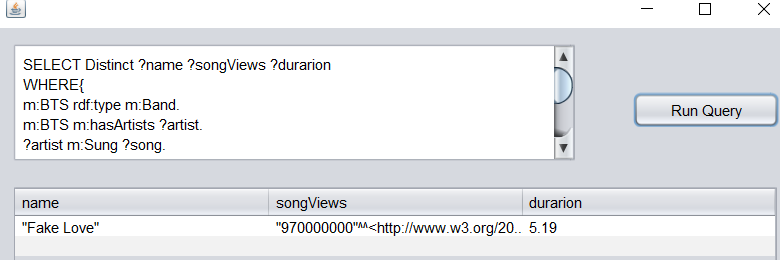 SELECT Distinct ?name ?songViews ?durarion
WHERE{
m:BTS rdf:type m:Band.
m:BTS m:hasArtists ?artist.
?artist m:Sung ?song.
Run Query
name songViews durarion
"Fake Love" "970000000"^^<http://www.w3.org/20... 5.19